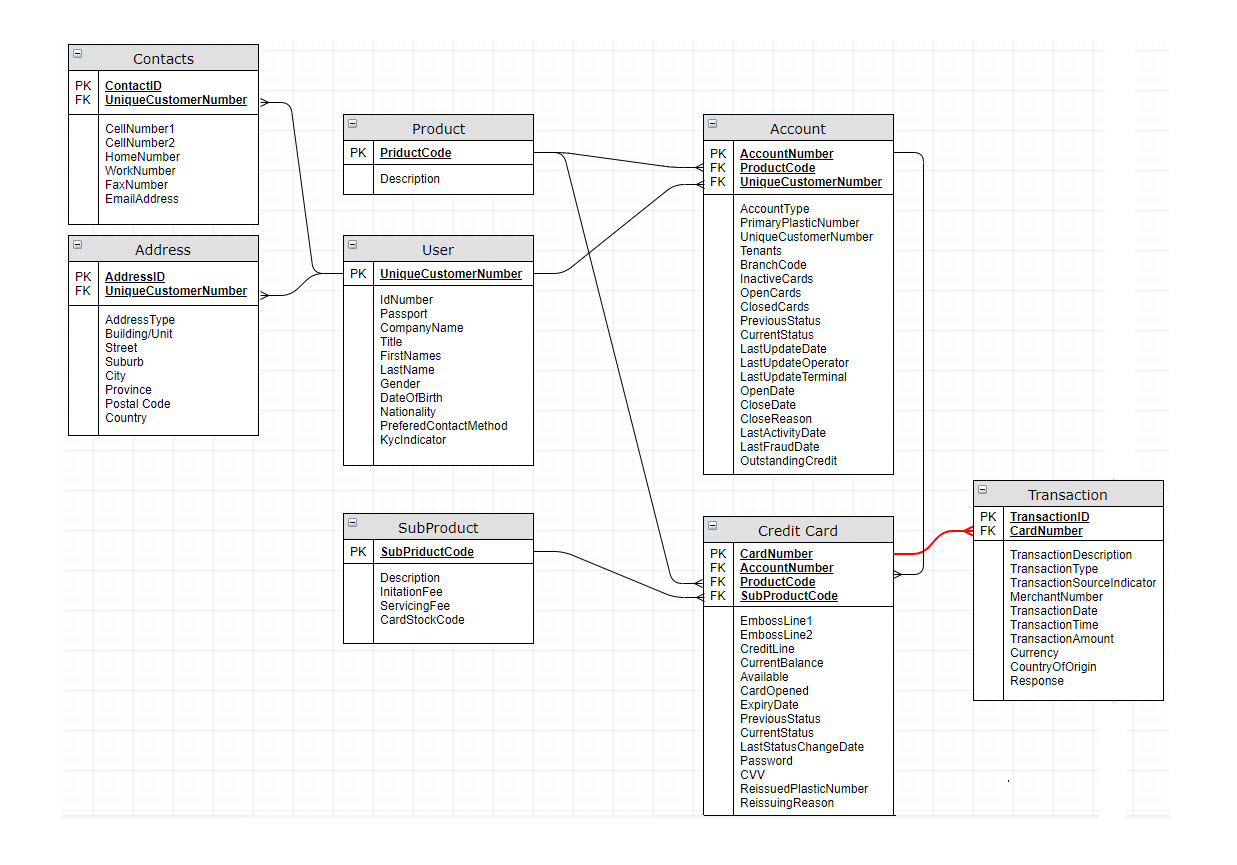 Contacts
PK ContactID
FK UniqueCustomerNumber
CellNumber1
CellNumber2
HomeNumber
WorkNumber
FaxNumber
EmailAddress
Address
PK AddressID
FK UniqueCustomerNumber
AddressType
Building/Unit
Street
Suburb
City
Province
Postal Code
Country
Product
PK PriductCode
Description
User
PK UniqueCustomerNumber
IdNumber
Passport
CompanyName
Title
FirstNames
LastName
Gender
DateOfBirth
Nationality
PreferedContactMethod
KycIndicator
SubProduct
PK SubPriductCode
Description
InitationFee
ServicingFee
CardStockCode
Account
PK AccountNumber
FK ProductCode
FK UniqueCustomerNumber
AccountType
PrimaryPlasticNumber
UniqueCustomerNumber
Tenants
BranchCode
InactiveCards
OpenCards
ClosedCards
PreviousStatus
CurrentStatus
LastUpdateDate
LastUpdateOperator
LastUpdateTerminal
OpenDate
CloseDate
CloseReason
LastActivityDate
LastFraudDate
OutstandingCredit
Credit Card
PK CardNumber
FK AccountNumber
FK ProductCode
FK SubProductCode
EmbossLine1
EmbossLine2
CreditLine
CurrentBalance
Available
CardOpened
ExpiryDate
PreviousStatus
CurrentStatus
LastStatusChangeDate
Password
CVV
ReissuedPlasticNumber
ReissuingReason
Transaction
PK TransactionID
FK CardNumber
TransactionDescription
TransactionType
TransactionSourceIndicator
MerchantNumber
TransactionDate
TransactionTime
TransactionAmount
Currency
CountryOfOrigin
Response